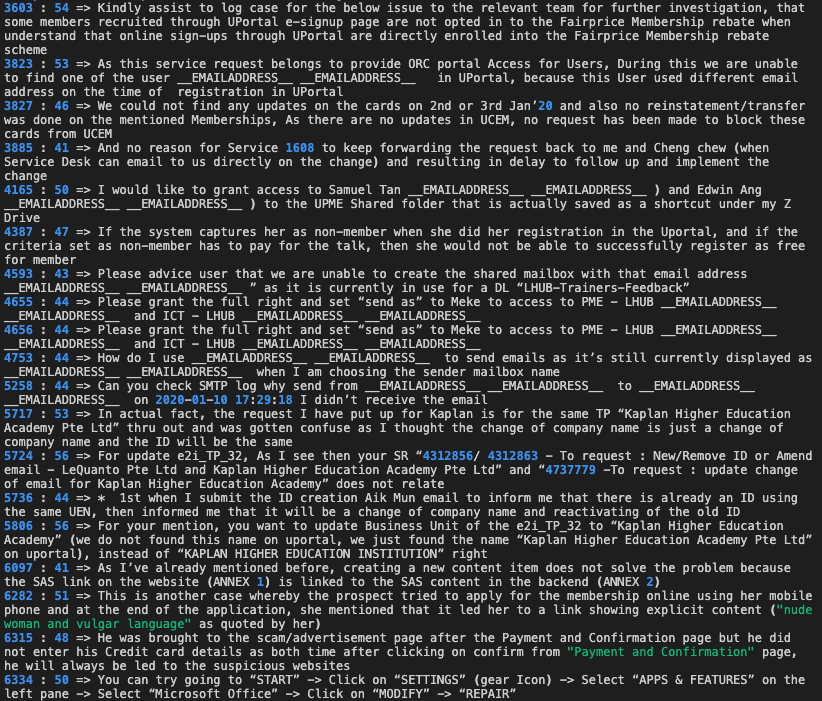 3603 : 54 => Kindly assist to log case for the below issue to the relevant team for further investigation, that
some members recruited through UPortal e-signup page are not opted in to the Fairprice Membership rebate when
understand that online sign-ups through UPortal are directly enrolled into the Fairprice Membership rebate
scheme
3823 : 53 => As this service request belongs to provide ORC portal Access for Users, During this we are unable
to find one of the user __EMAILADDRESS__ __EMAILADDRESS__   in UPortal, because this User used different email
address on the time of  registration in UPortal
3827 : 46 => We could not find any updates on the cards on 2nd or 3rd Jan’20 and also no reinstatement/transfer
was done on the mentioned Memberships, As there are no updates in UCEM, no request has been made to block these
cards from UCEM
3885 : 41 => And no reason for Service 1608 to keep forwarding the request back to me and Cheng chew (when
Service Desk can email to us directly on the change) and resulting in delay to follow up and implement the
change
4165 : 50 => I would like to grant access to Samuel Tan __EMAILADDRESS__ __EMAILADDRESS__ ) and Edwin Ang
__EMAILADDRESS__ __EMAILADDRESS__ ) to the UPME Shared folder that is actually saved as a shortcut under my Z
Drive
4387 : 47 => If the system captures her as non-member when she did her registration in the Uportal, and if the
criteria set as non-member has to pay for the talk, then she would not be able to successfully register as free
for member
4593 : 43 => Please advice user that we are unable to create the shared mailbox with that email address
__EMAILADDRESS__ __EMAILADDRESS__ ” as it is currently in use for a DL “LHUB-Trainers-Feedback”
4655 : 44 => Please grant the full right and set “send as” to Meke to access to PME – LHUB __EMAILADDRESS__
__EMAILADDRESS__  and ICT – LHUB __EMAILADDRESS__ __EMAILADDRESS__
4656 : 44 => Please grant the full right and set “send as” to Meke to access to PME – LHUB __EMAILADDRESS__
__EMAILADDRESS__  and ICT – LHUB __EMAILADDRESS__ __EMAILADDRESS__
4753 : 44 => How do I use __EMAILADDRESS__ __EMAILADDRESS__  to send emails as it’s still currently displayed as
__EMAILADDRESS__ __EMAILADDRESS__  when I am choosing the sender mailbox name
5258 : 44 => Can you check SMTP log why send from __EMAILADDRESS__ __EMAILADDRESS__  to __EMAILADDRESS__
__EMAILADDRESS__  on 2020-01-10 17:29:18 I didn’t receive the email
5717 : 53 => In actual fact, the request I have put up for Kaplan is for the same TP “Kaplan Higher Education
Academy Pte Ltd” thru out and was gotten confuse as I thought the change of company name is just a change of
company name and the ID will be the same
5724 : 56 => For update e2i_TP_32, As I see then your SR “4312856/ 4312863 – To request : New/Remove ID or Amend
email – LeQuanto Pte Ltd and Kaplan Higher Education Academy Pte Ltd” and “4737779 –To request : update change
of email for Kaplan Higher Education Academy” does not relate
5736 : 44 => *  1st when I submit the ID creation Aik Mun email to inform me that there is already an ID using
the same UEN, then informed me that it will be a change of company name and reactivating of the old ID
5806 : 56 => For your mention, you want to update Business Unit of the e2i_TP_32 to “Kaplan Higher Education
Academy” (we do not found this name on uportal, we just found the name “Kaplan Higher Education Academy Pte Ltd”
on uportal), instead of “KAPLAN HIGHER EDUCATION INSTITUTION” right
6097 : 41 => As I’ve already mentioned before, creating a new content item does not solve the problem because
the SAS link on the website (ANNEX 1) is linked to the SAS content in the backend (ANNEX 2)
6282 : 51 => This is another case whereby the prospect tried to apply for the membership online using her mobile
phone and at the end of the application, she mentioned that it led her to a link showing explicit content ("nude
woman and vulgar language" as quoted by her)
6315 : 48 => He was brought to the scam/advertisement page after the Payment and Confirmation page but he did
not enter his Credit card details as both time after clicking on confirm from "Payment and Confirmation" page,
he will always be led to the suspicious websites
6334 : 50 => You can try going to “START” –> Click on “SETTINGS” (gear Icon) –> Select “APPS & FEATURES” on the
left pane –> Select “Microsoft Office” –> Click on “MODIFY” –> “REPAIR”